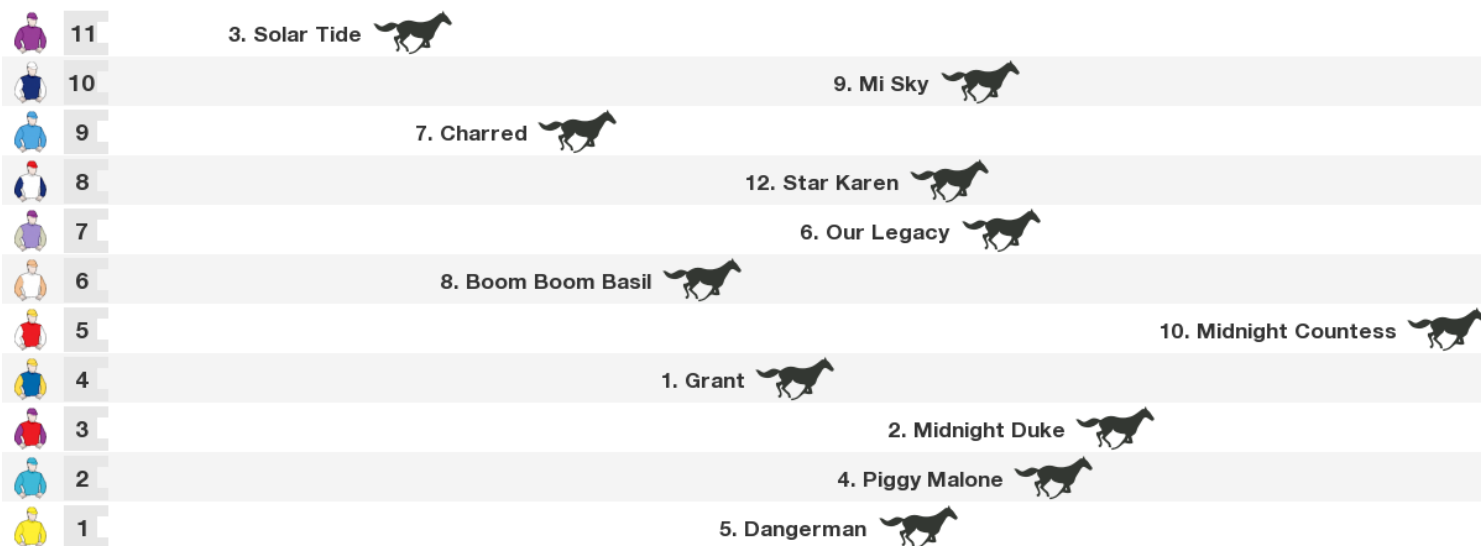 11 3. Solar Tide
10 9. Mi Sky
9 7. Charred
8 12. Star Karen
7 6. Our Legacy
6 8. Boom Boom Basil
5 10. Midnight Countess
4 1. Grant
3 2. Midnight Duke
2 4. Piggy Malone
1 5. Dangerman